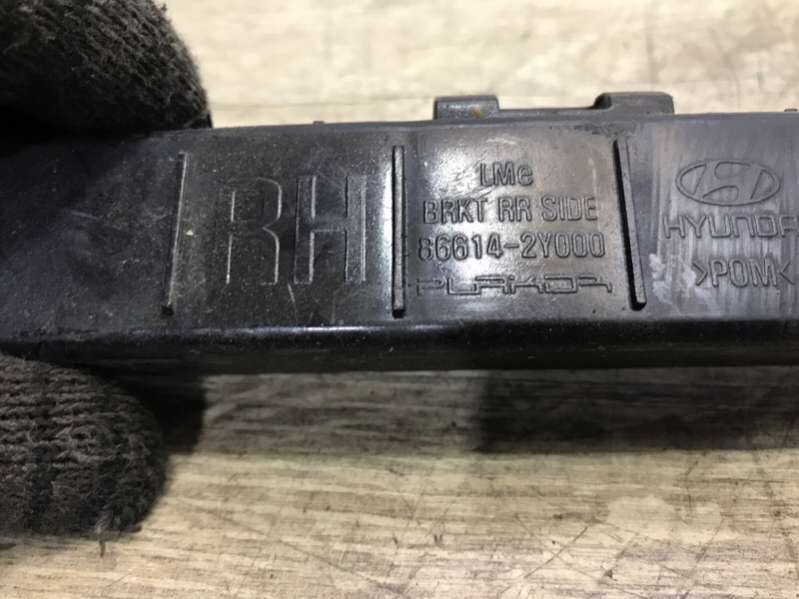 RH
LMe
BRKT RR SIDE
86614-2Y000
PLAKOR
HYUNDAI
>POM<